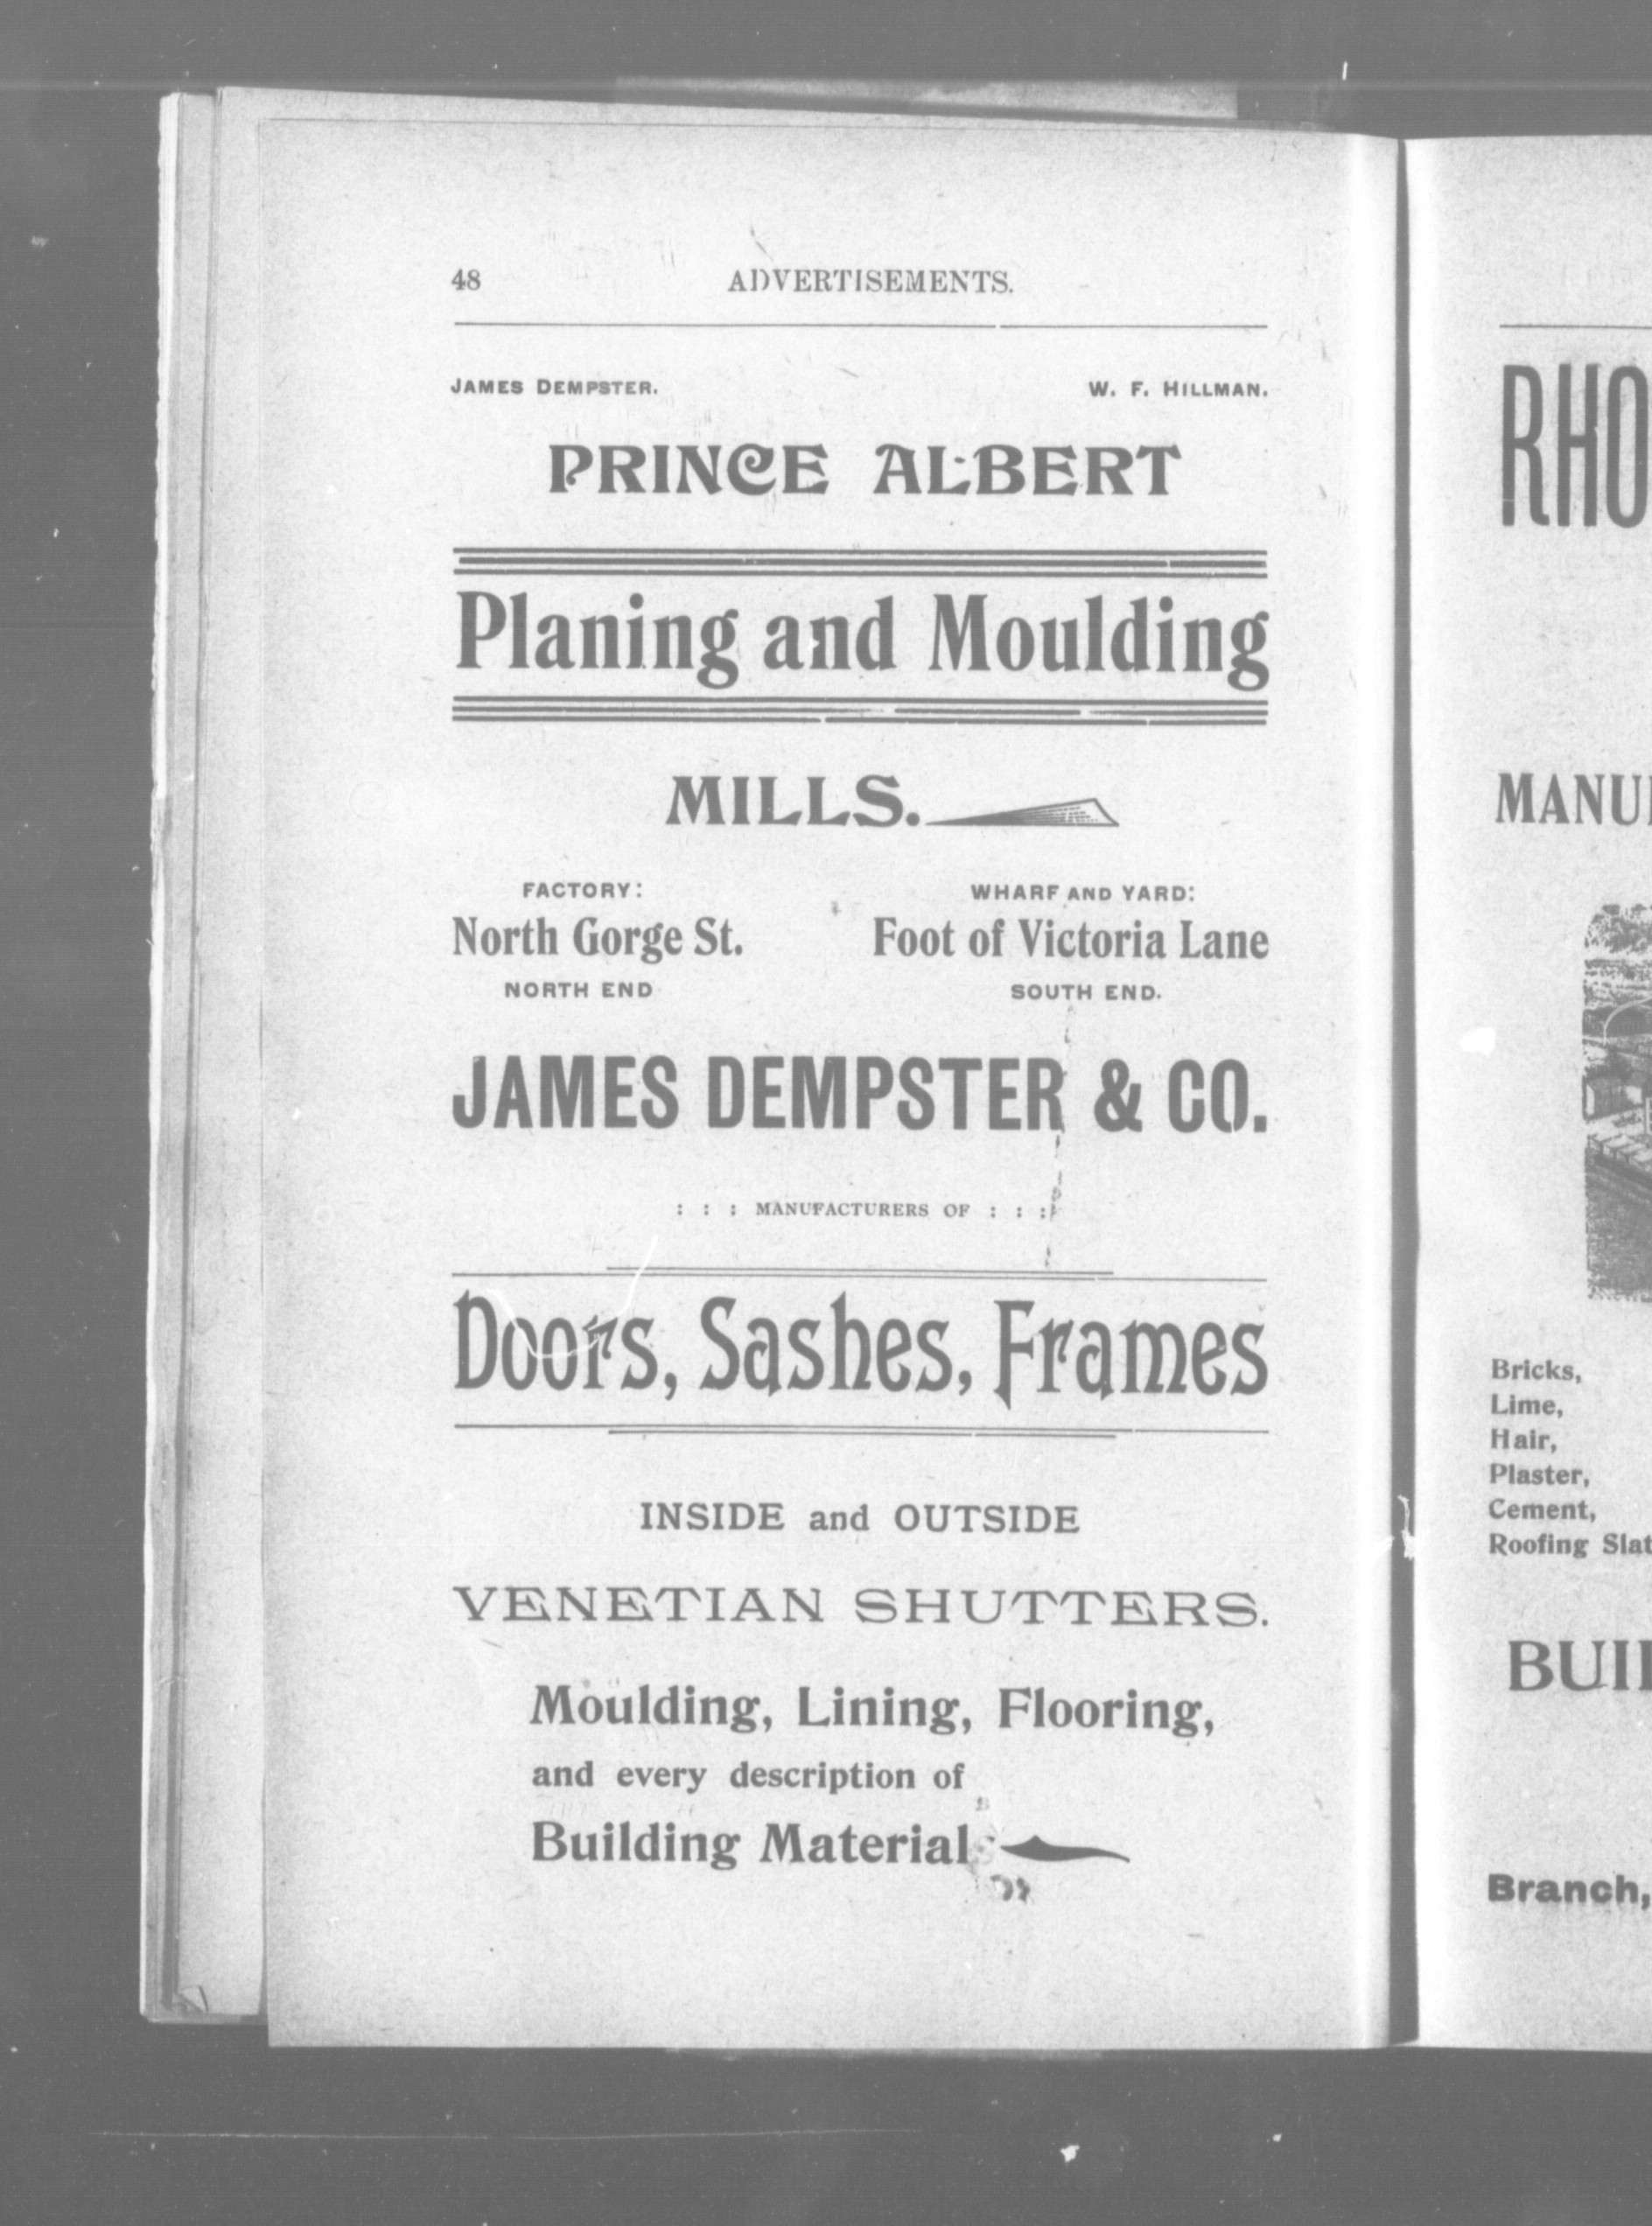 48 ADVERTISEMENTS.
JAMES DEMPSTER. W. F. HILLMAN.
PRINCE ALBERT
Planing and Moulding
MILLS.
FACTORY: WHARF AND YARD:
North Gorge St. Foot of Victoria Lane
NORTH END SOUTH END.
JAMES DEMPSTER & CO.
: : : MANUFACTURERS OF : : :
Doors, Sashes, Frames
INSIDE and OUTSIDE
VENETIAN SHUTTERS.
Moulding, Lining, Flooring,
and every description of
Building Material
RHO
MANU
Bricks,
Lime,
Hair,
Plaster,
Cement,
Roofing Slat
BUI
Branch,